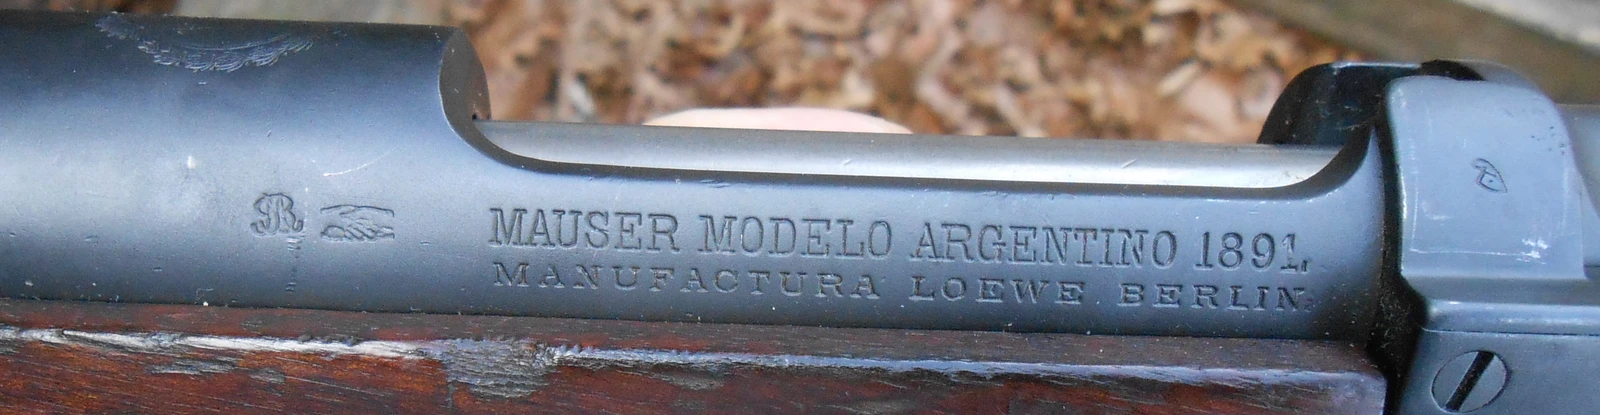 MAUSER MODELO ARGENTINO 1891.
MANUFACTURA LOEWE BERLIN.